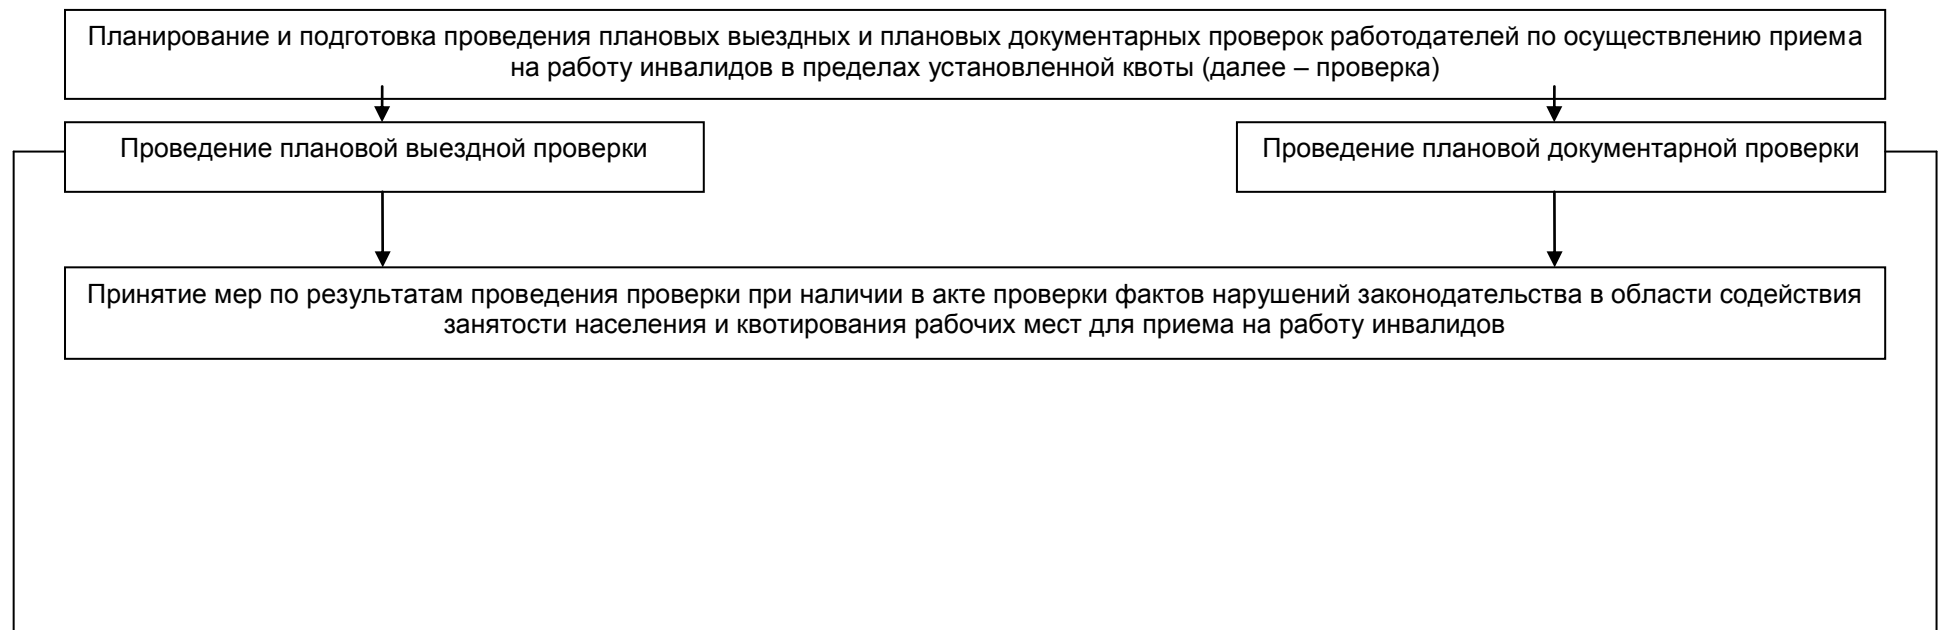 Планирование и подготовка проведения плановых выездных и плановых документарных проверок работодателей по осуществлению приема
на работу инвалидов в пределах установленной квоты (далее – проверка)
Проведение плановой выездной проверки
Проведение плановой документарной проверки
Принятие мер по результатам проведения проверки при наличии в акте проверки фактов нарушений законодательства в области содействия
занятости населения и квотирования рабочих мест для приема на работу инвалидов